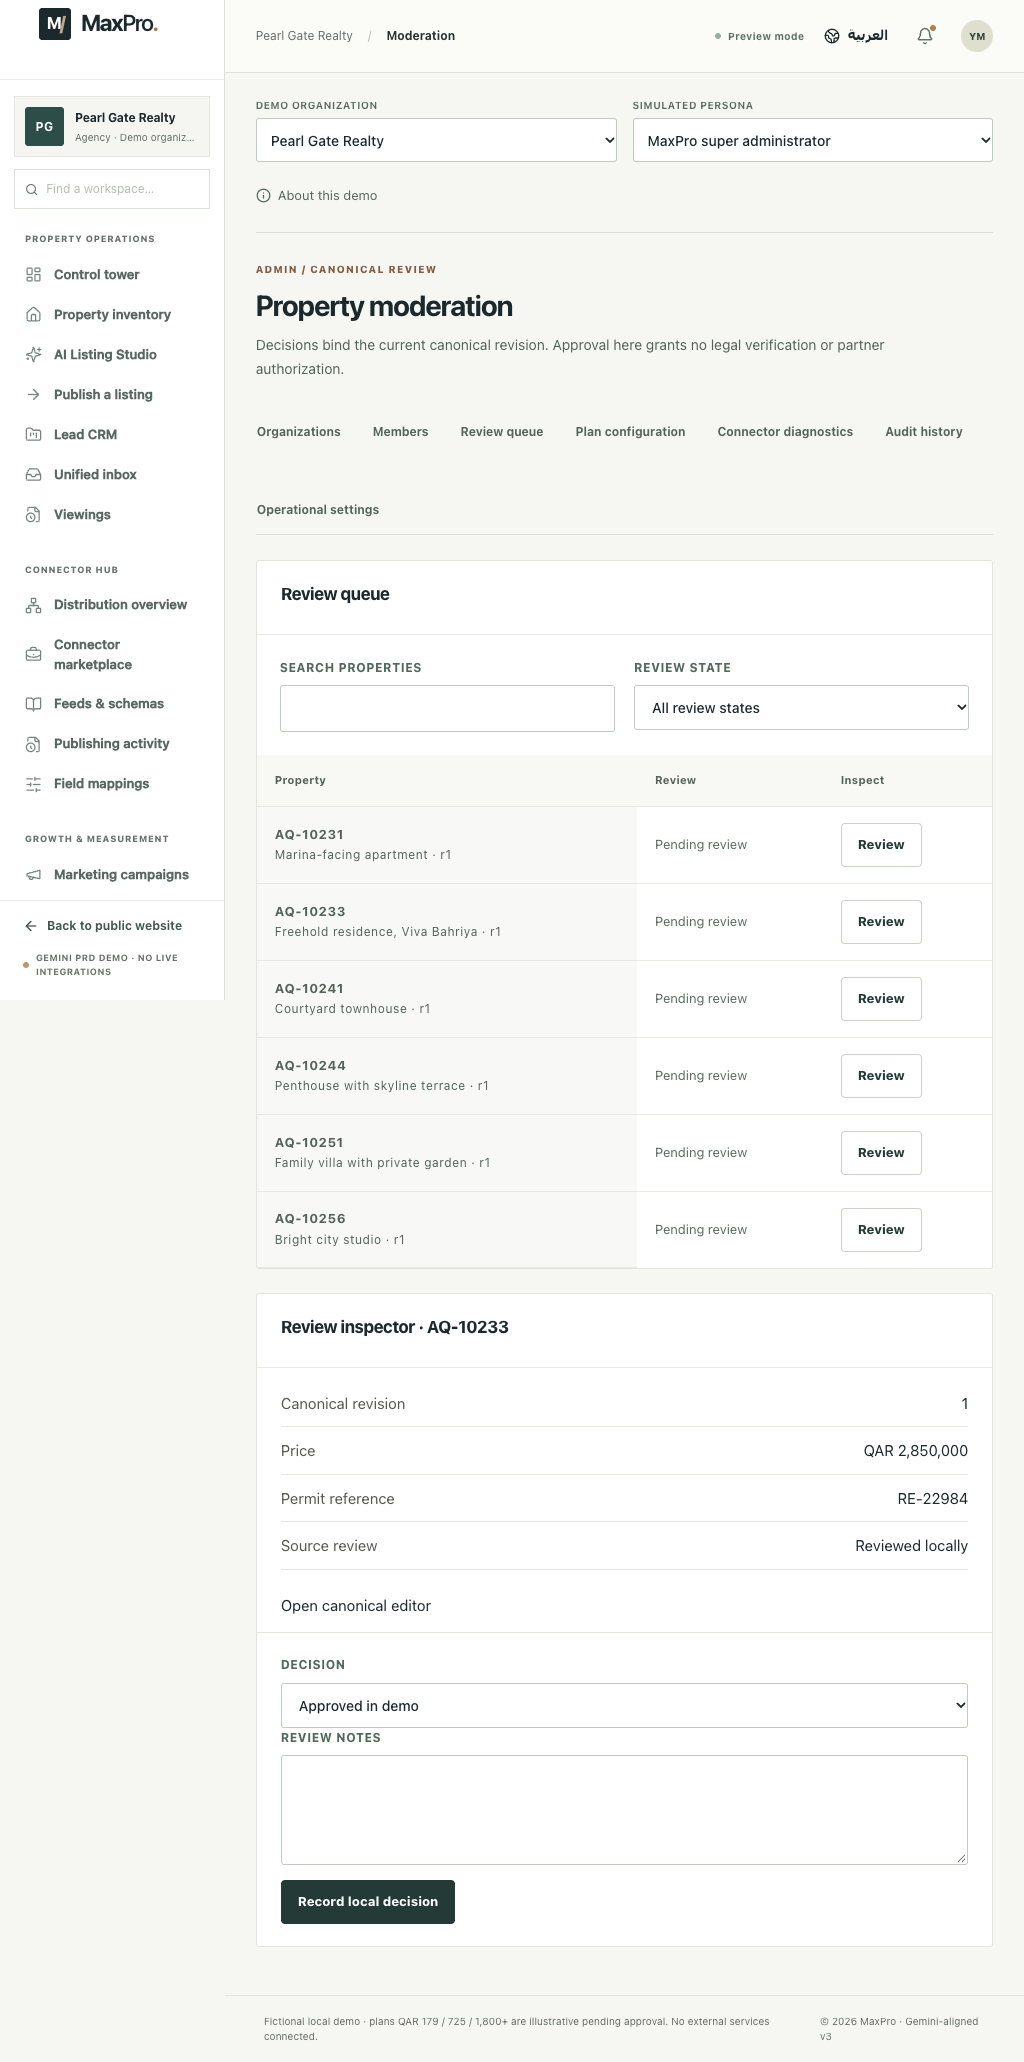 M/ MaxPro.
PG
Pearl Gate Realty
Agency · Demo organiz...
Find a workspace...
PROPERTY OPERATIONS
Control tower
Property inventory
AI Listing Studio
Publish a listing
Lead CRM
Unified inbox
Viewings
CONNECTOR HUB
Distribution overview
Connector
marketplace
Feeds & schemas
Publishing activity
Field mappings
GROWTH & MEASUREMENT
Marketing campaigns
Back to public website
GEMINI PRD DEMO · NO LIVE
INTEGRATIONS
Pearl Gate Realty / Moderation
Preview mode
العربية
YM
DEMO ORGANIZATION
Pearl Gate Realty
SIMULATED PERSONA
MaxPro super administrator
About this demo
ADMIN / CANONICAL REVIEW
Property moderation
Decisions bind the current canonical revision. Approval here grants no legal verification or partner
authorization.
Organizations Members Review queue Plan configuration Connector diagnostics Audit history
Operational settings
Review queue
SEARCH PROPERTIES
REVIEW STATE
All review states
Property Review Inspect
AQ-10231
Marina-facing apartment · r1
Pending review
Review
AQ-10233
Freehold residence, Viva Bahriya · r1
Pending review
Review
AQ-10241
Courtyard townhouse · r1
Pending review
Review
AQ-10244
Penthouse with skyline terrace · r1
Pending review
Review
AQ-10251
Family villa with private garden · r1
Pending review
Review
AQ-10256
Bright city studio · r1
Pending review
Review
Review inspector · AQ-10233
Canonical revision 1
Price QAR 2,850,000
Permit reference RE-22984
Source review Reviewed locally
Open canonical editor
DECISION
Approved in demo
REVIEW NOTES
Record local decision
Fictional local demo · plans QAR 179 / 725 / 1,800+ are illustrative pending approval. No external services
connected.
© 2026 MaxPro · Gemini-aligned
v3